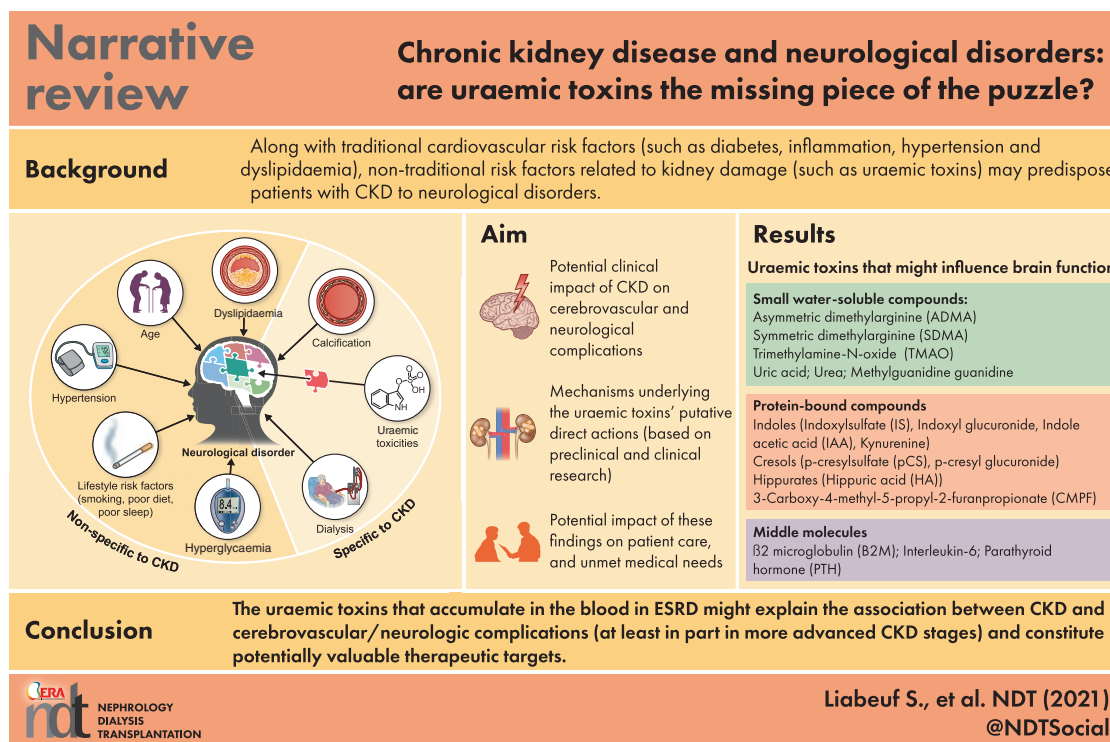 Narrative
review
Chronic kidney disease and neurological disorders:
are uraemic toxins the missing piece of the puzzle?
Background
Along with traditional cardiovascular risk factors (such as diabetes, inflammation, hypertension and
dyslipidaemia), non-traditional risk factors related to kidney damage (such as uraemic toxins) may predispose
patients with CKD to neurological disorders.
Dyslipidaemia
Age
Calcification
Hypertension
OH
NH
Uraemic
toxicities
Neurological disorder
Lifestyle risk factors
(smoking, poor diet,
poor sleep)
8.4
Hyperglycaemia
Dialysis
Non-specific to CKD
Specific to CKD
Aim
Potential clinical
impact of CKD on
cerebrovascular and
neurological
complications
Mechanisms underlying
the uraemic toxins’ putative
direct actions (based on
preclinical and clinical
research)
Potential impact of these
findings on patient care,
and unmet medical needs
Results
Uraemic toxins that might influence brain function
Small water-soluble compounds:
Asymmetric dimethylarginine (ADMA)
Symmetric dimethylarginine (SDMA)
Trimethylamine-N-oxide (TMAO)
Uric acid; Urea; Methylguanidine guanidine
Protein-bound compounds
Indoles (Indoxylsulfate (IS), Indoxyl glucuronide, Indole
acetic acid (IAA), Kynurenine)
Cresols (p-cresylsulfate (pCS), p-cresyl glucuronide)
Hippurates (Hippuric acid (HA))
3-Carboxy-4-methyl-5-propyl-2-furanpropionate (CMPF)
Middle molecules
ß2 microglobulin (B2M); Interleukin-6; Parathyroid
hormone (PTH)
Conclusion
The uraemic toxins that accumulate in the blood in ESRD might explain the association between CKD and
cerebrovascular/neurologic complications (at least in part in more advanced CKD stages) and constitute
potentially valuable therapeutic targets.
ERA
ndt
NEPHROLOGY
DIALYSIS
TRANSPLANTATION
Liabeuf S., et al. NDT (2021)
@NDTSocial